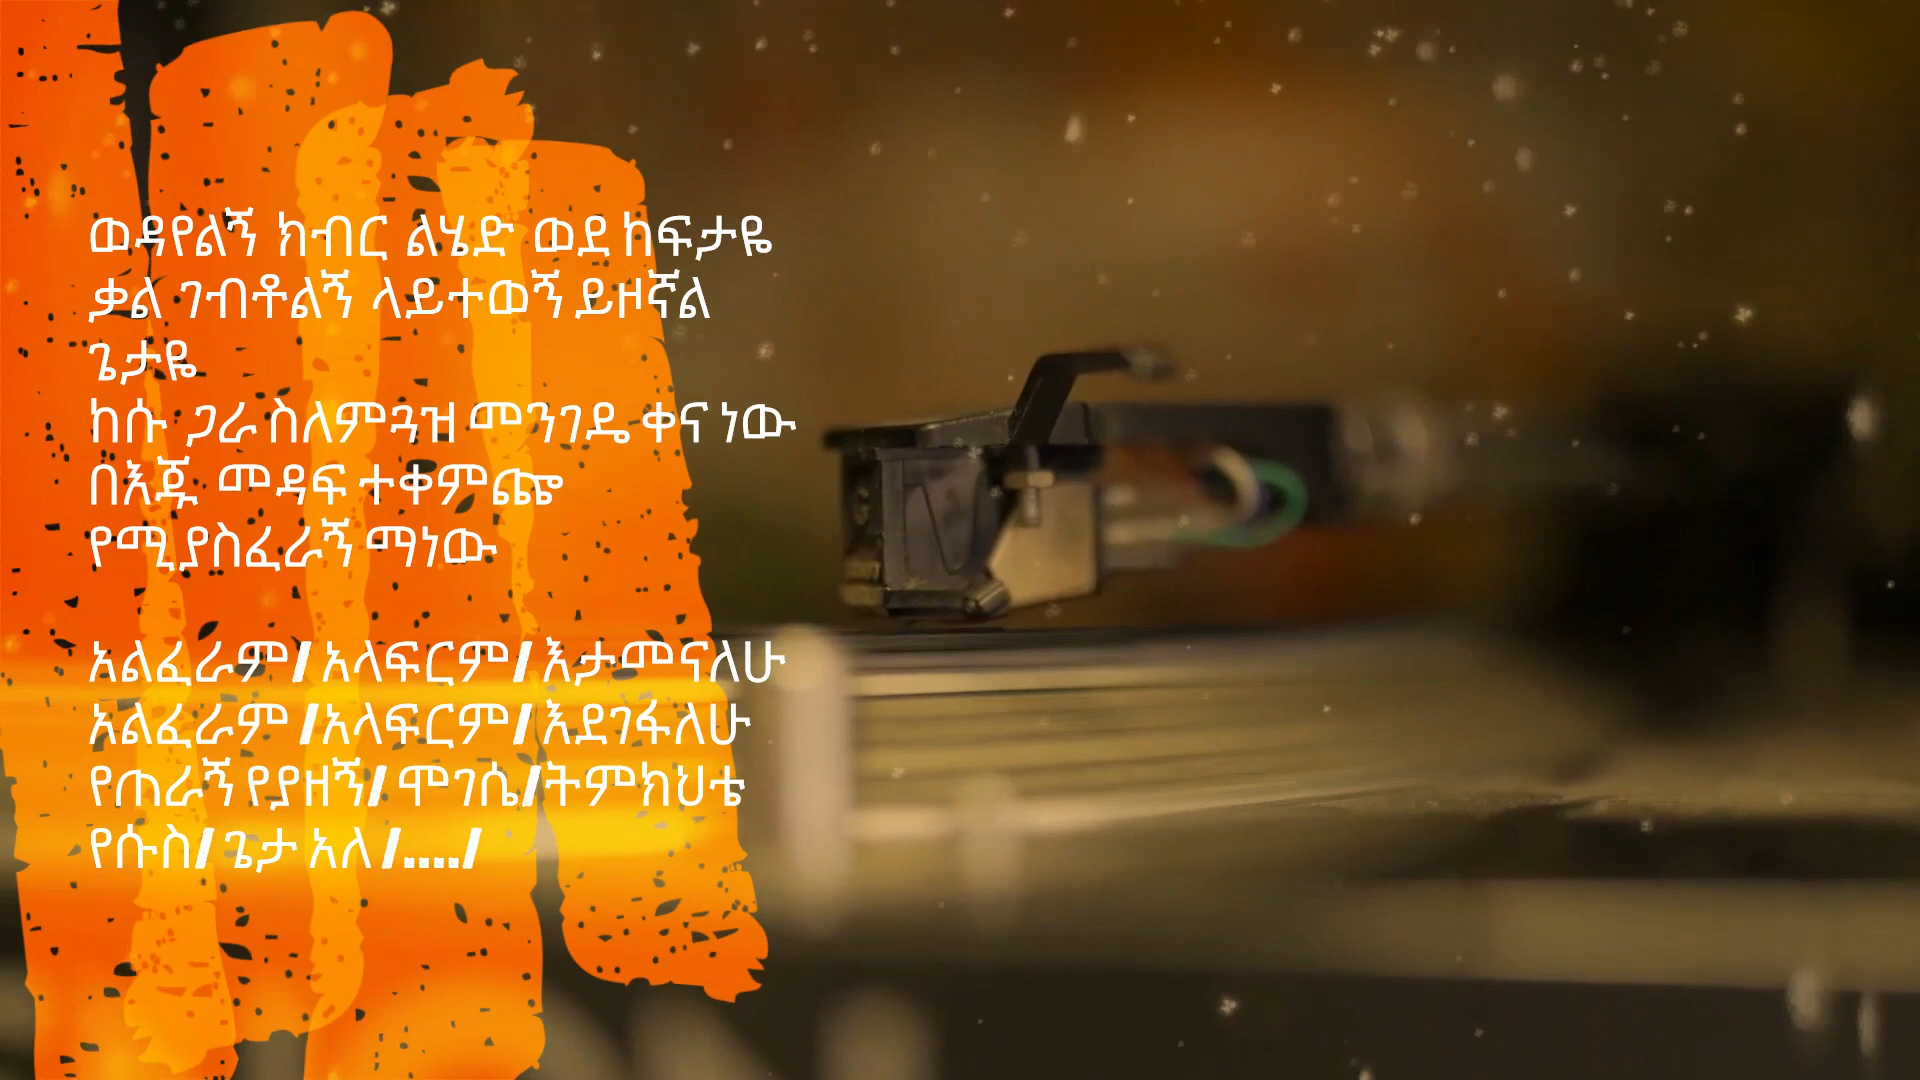 ወዳየልኝ ክብር ልሄድ ወደ ከፍታዬ
ቃል ገብቶልኝ ላይተወኝ ይዞኛል
ጌታዬ
ከሱ ጋራ ስለምጓዝ መንገዴ ቀና ነው
በእጁ መዳፍ ተቀምጬ
የሚያስፈራኝ ማነው
አልፈራም/ አላፍርም/ እታመናለሁ
አልፈራም /አላፍርም/ እደገፋለሁ
የጠራኝ የያዘኝ/ ሞገሴ/ትምክህቴ
የሱስ/ ጌታ አለ /..../